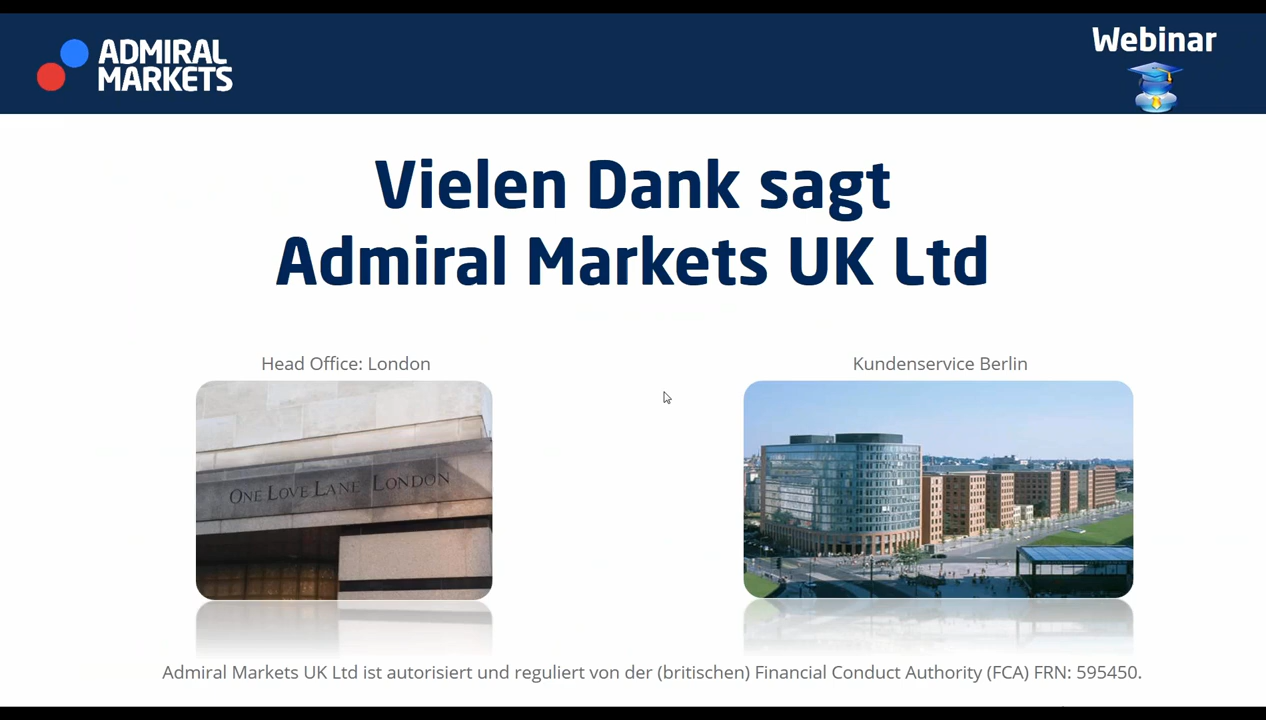 ADMIRAL
MARKETS
Webinar
Vielen Dank sagt
Admiral Markets UK Ltd
Head Office: London
Kundenservice Berlin
ONE LOVE LANE LONDON
Admiral Markets UK Ltd ist autorisiert und reguliert von der (britischen) Financial Conduct Authority (FCA) FRN: 595450.